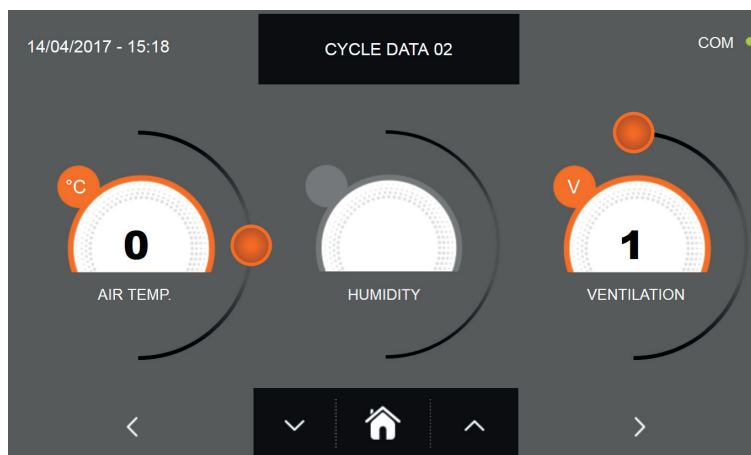 14/04/2017 - 15:18
CYCLE DATA 02
COM
°C
V
0
1
AIR TEMP.
HUMIDITY
VENTILATION